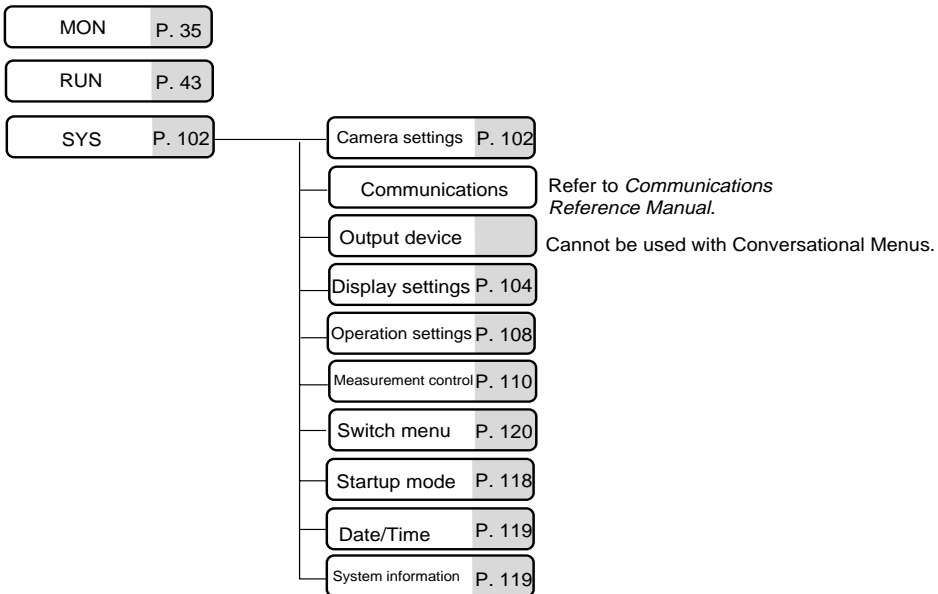 MON P. 35
RUN P. 43
SYS P. 102
Camera settings P. 102
Communications
Refer to Communications
Reference Manual.
Output device
Cannot be used with Conversational Menus.
Display settings P. 104
Operation settings P. 108
Measurement control P. 110
Switch menu P. 120
Startup mode P. 118
Date/Time P. 119
System information P. 119